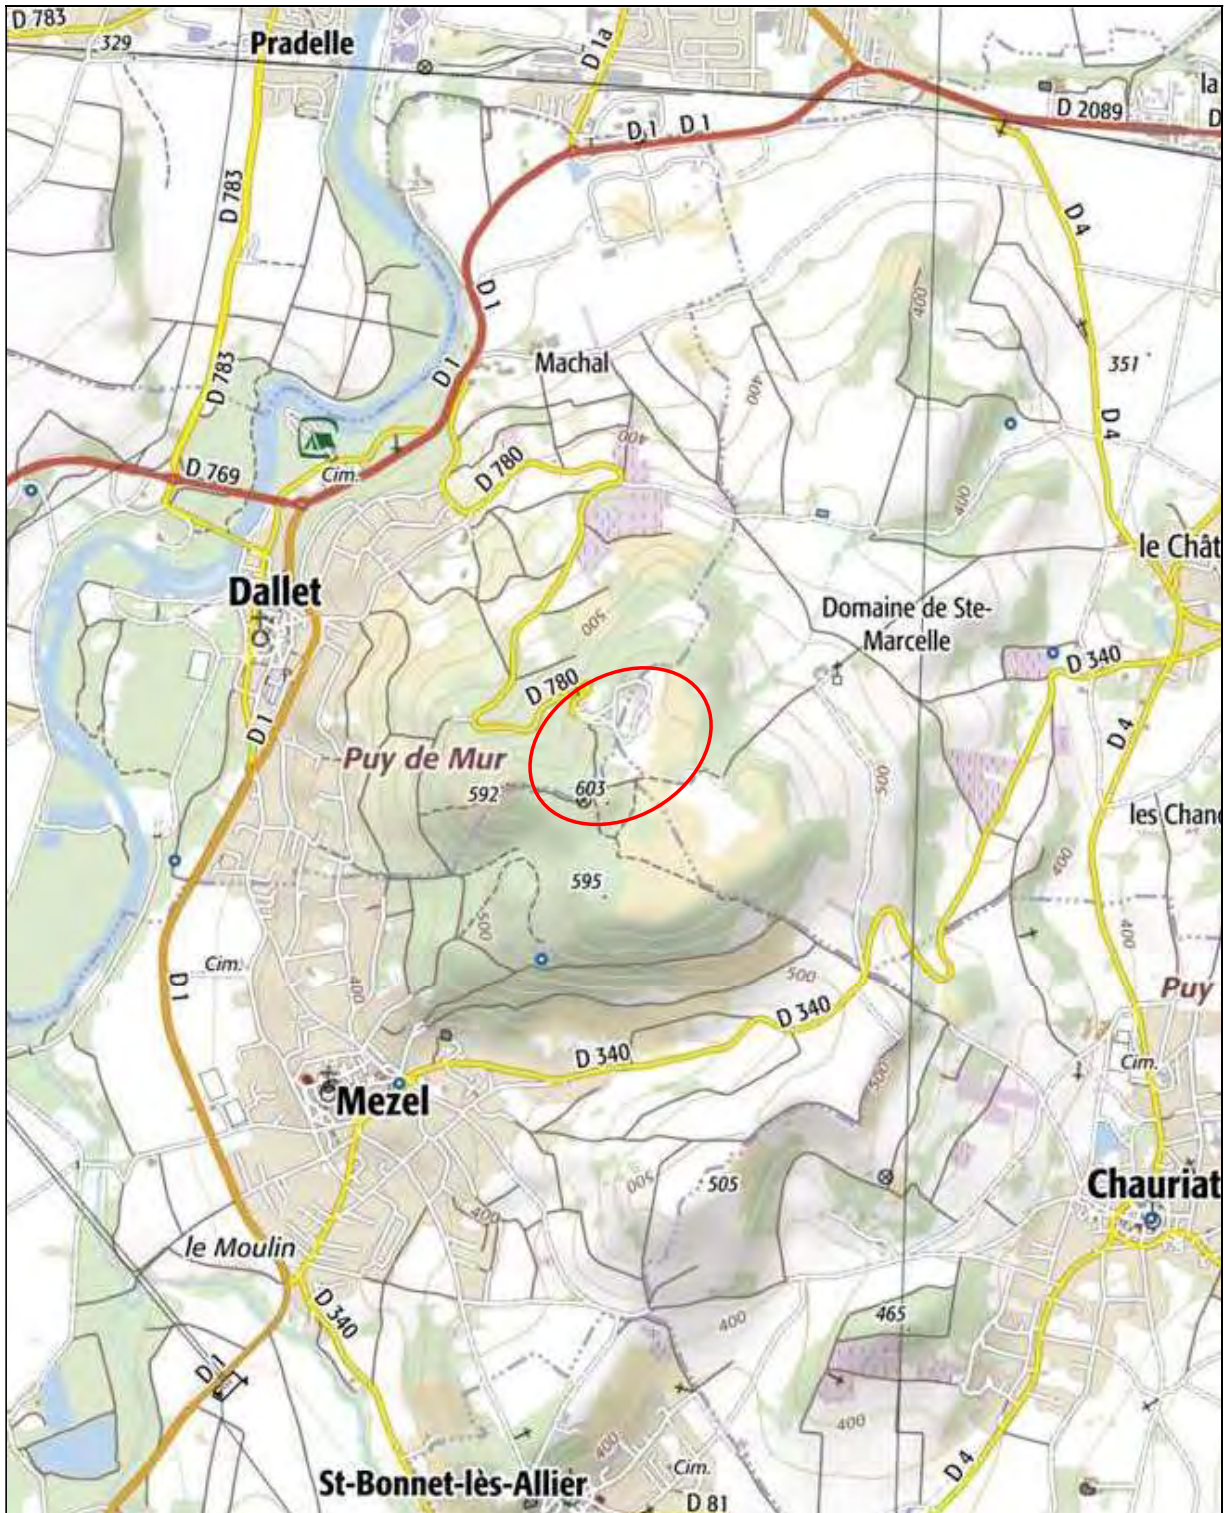 D 783
329
Pradelle
D 1a
la
D 2089
D
D 1
D 1
D 783
D 4
D 1
400
Machal
351
D 783
D 1
400
D 4
400
D 769
Cim.
D 780
400
le Chât
Dallet
500
Domaine de Ste-
Marcelle
D 340
D 780
D 1
D 4
Puy de Mur
592
603
500
les Chan
595
400
500
400
Cim.
D 1
400
500
Puy
D 340
D 340
500
Cim.
Mezel
500
505
Chauriat
400
le Moulin
D 340
400
465
D 1
400
400
D 4
St-Bonnet-lès-Allier
Cim.
D 81